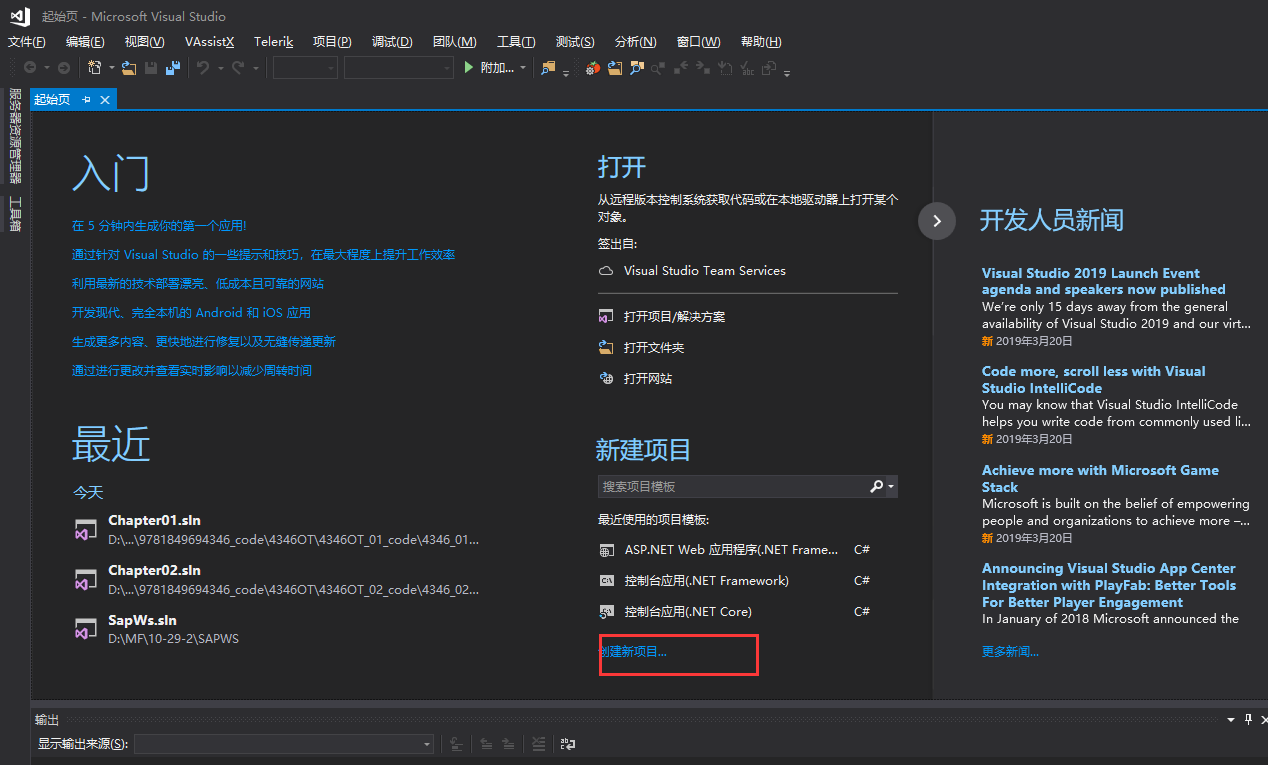 起始页 - Microsoft Visual Studio
文件(F) 编辑(E) 视图(V) VAssistX Telerik 项目(P) 调试(D) 团队(M) 工具(T) 测试(S) 分析(N) 窗口(W) 帮助(H)
附加...
服务器资源管理器
工具箱
起始页
入门
在 5 分钟内生成你的第一个应用!
通过针对 Visual Studio 的一些提示和技巧，在最大程度上提升工作效率
利用最新的技术部署漂亮、低成本且可靠的网站
开发现代、完全本机的 Android 和 iOS 应用
生成更多内容、更快地进行修复以及无缝传递更新
通过进行更改并查看实时影响以减少周转时间
最近
今天
Chapter01.sln
D:\...\9781849694346_code\4346OT\4346OT_01_code\4346_01...
Chapter02.sln
D:\...\9781849694346_code\4346OT\4346OT_02_code\4346_02...
SapWs.sln
D:\MF\10-29-2\SAPWS
打开
从远程版本控制系统获取代码或在本地驱动器上打开某个
对象。
签出自:
Visual Studio Team Services
打开项目/解决方案
打开文件夹
打开网站
新建项目
搜索项目模板
最近使用的项目模板:
ASP.NET Web 应用程序(.NET Frame... C#
控制台应用(.NET Framework) C#
控制台应用(.NET Core) C#
创建新项目...
开发人员新闻
Visual Studio 2019 Launch Event
agenda and speakers now published
We're only 15 days away from the general
availability of Visual Studio 2019 and our virt...
新 2019年3月20日
Code more, scroll less with Visual
Studio IntelliCode
You may know that Visual Studio IntelliCode
helps you write code from commonly used li...
新 2019年3月20日
Achieve more with Microsoft Game
Stack
Microsoft is built on the belief of empowering
people and organizations to achieve more –...
新 2019年3月20日
Announcing Visual Studio App Center
Integration with PlayFab: Better Tools
For Better Player Engagement
In January of 2018 Microsoft announced the
更多新闻...
输出
显示输出来源(S):